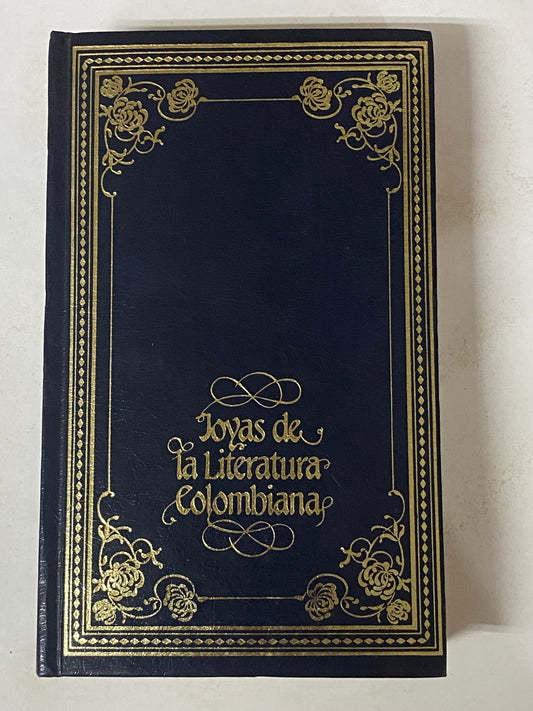 Joyas de
la Literatura
Colombiana